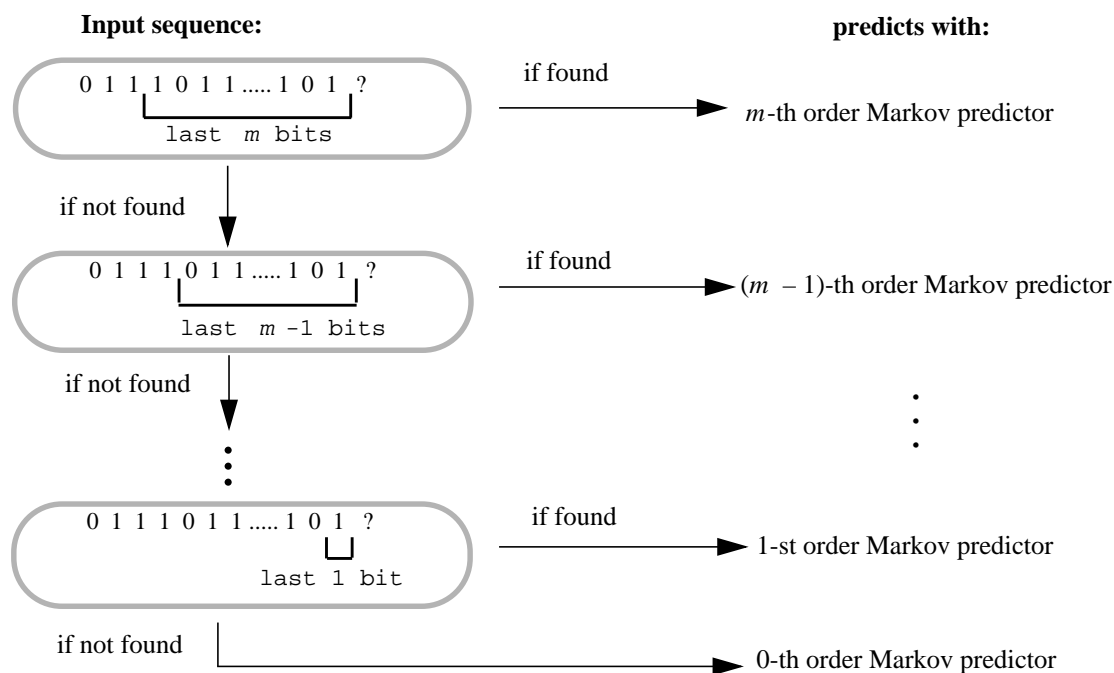 Input sequence:
predicts with:
0 1 1 1 0 1 1 ..... 1 0 1 ?
last m bits
if found
m-th order Markov predictor
if not found
0 1 1 1 0 1 1 ..... 1 0 1 ?
last m -1 bits
if found
(m – 1)-th order Markov predictor
if not found
0 1 1 1 0 1 1 ..... 1 0 1 ?
last 1 bit
if found
1-st order Markov predictor
if not found
0-th order Markov predictor